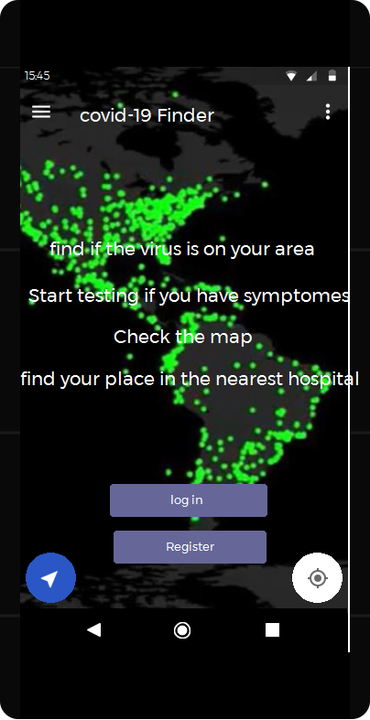 15:45
covid-19 Finder
find if the virus is on your area
Start testing if you have symptomes
Check the map
find your place in the nearest hospital
log in
Register